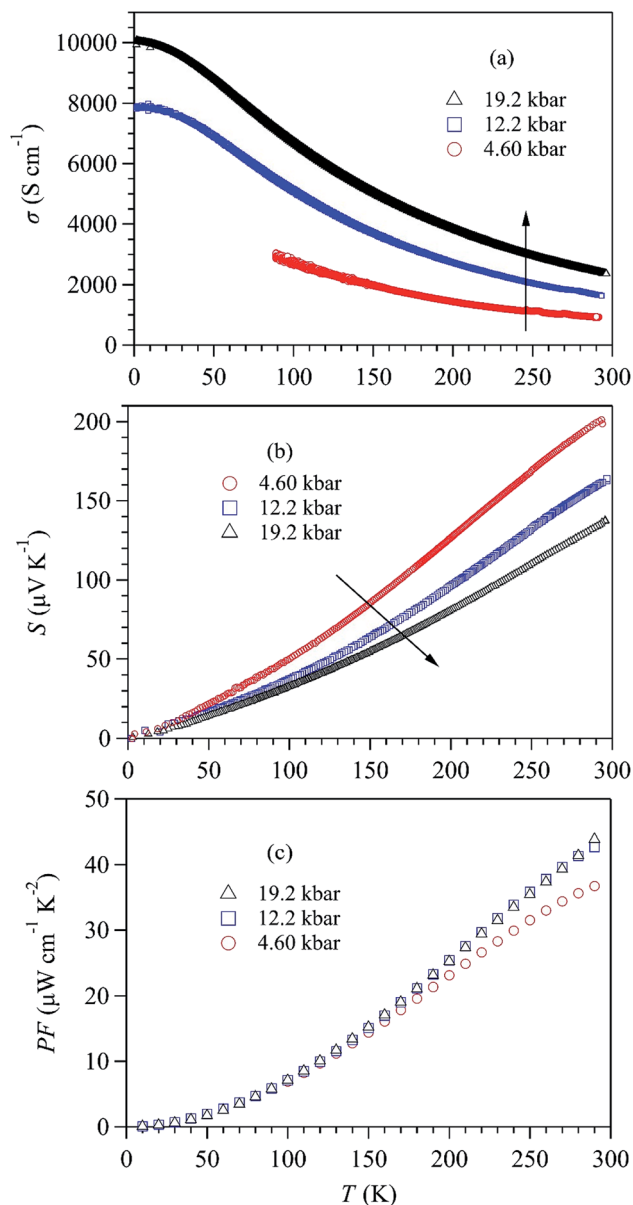 (a)
19.2 kbar
12.2 kbar
4.60 kbar
10000
8000
6000
4000
2000
0
σ (S cm⁻¹)
0 50 100 150 200 250 300
(b)
4.60 kbar
12.2 kbar
19.2 kbar
200
150
100
50
0
S (μV K⁻¹)
0 50 100 150 200 250 300
(c)
19.2 kbar
12.2 kbar
4.60 kbar
50
40
30
20
10
0
PF (μW cm⁻¹ K⁻²)
0 50 100 150 200 250 300
T (K)